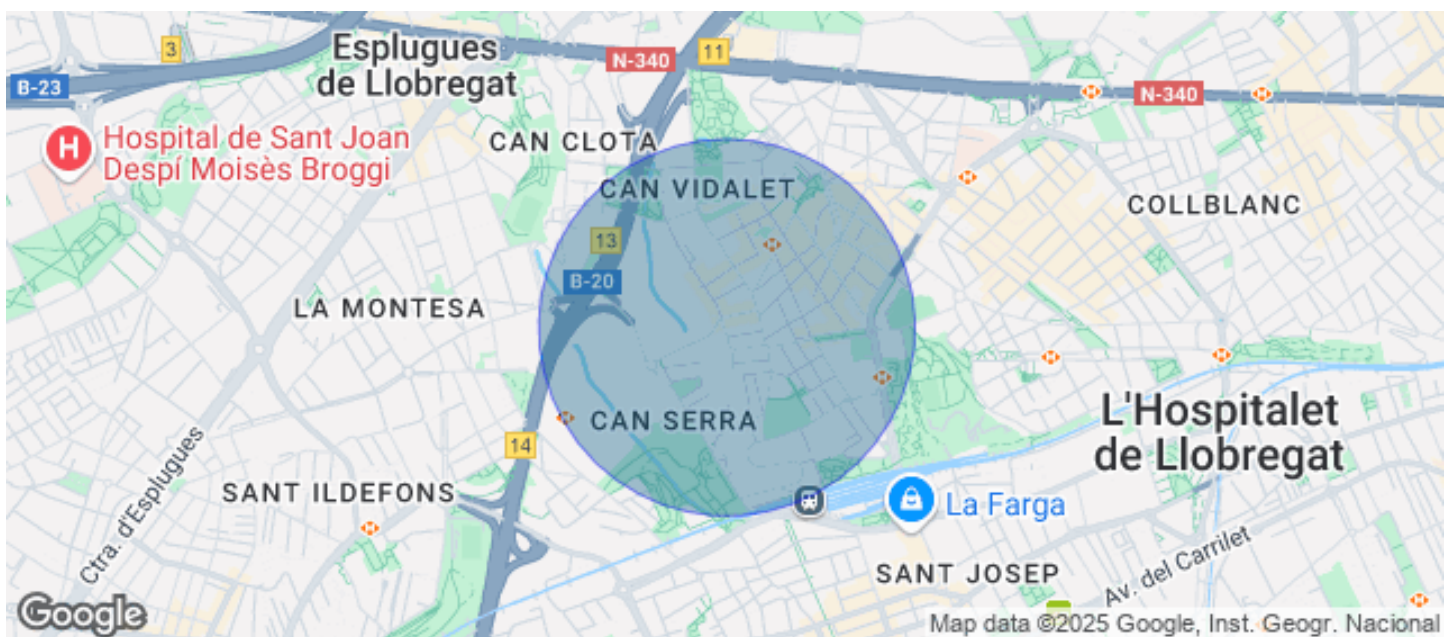 3
Esplugues
de Llobregat
N-340
11
B-23
N-340
H
Hospital de Sant Joan
Despí Moisès Broggi
CAN CLOTA
CAN VIDALET
COLLBLANC
13
B-20
LA MONTESA
CAN SERRA
L'Hospitalet
de Llobregat
14
Ctra. d'Esplugues
SANT ILDEFONS
La Farga
SANT JOSEP
Av. del Carrilet
Google
Map data ©2025 Google, Inst. Geogr. Nacional